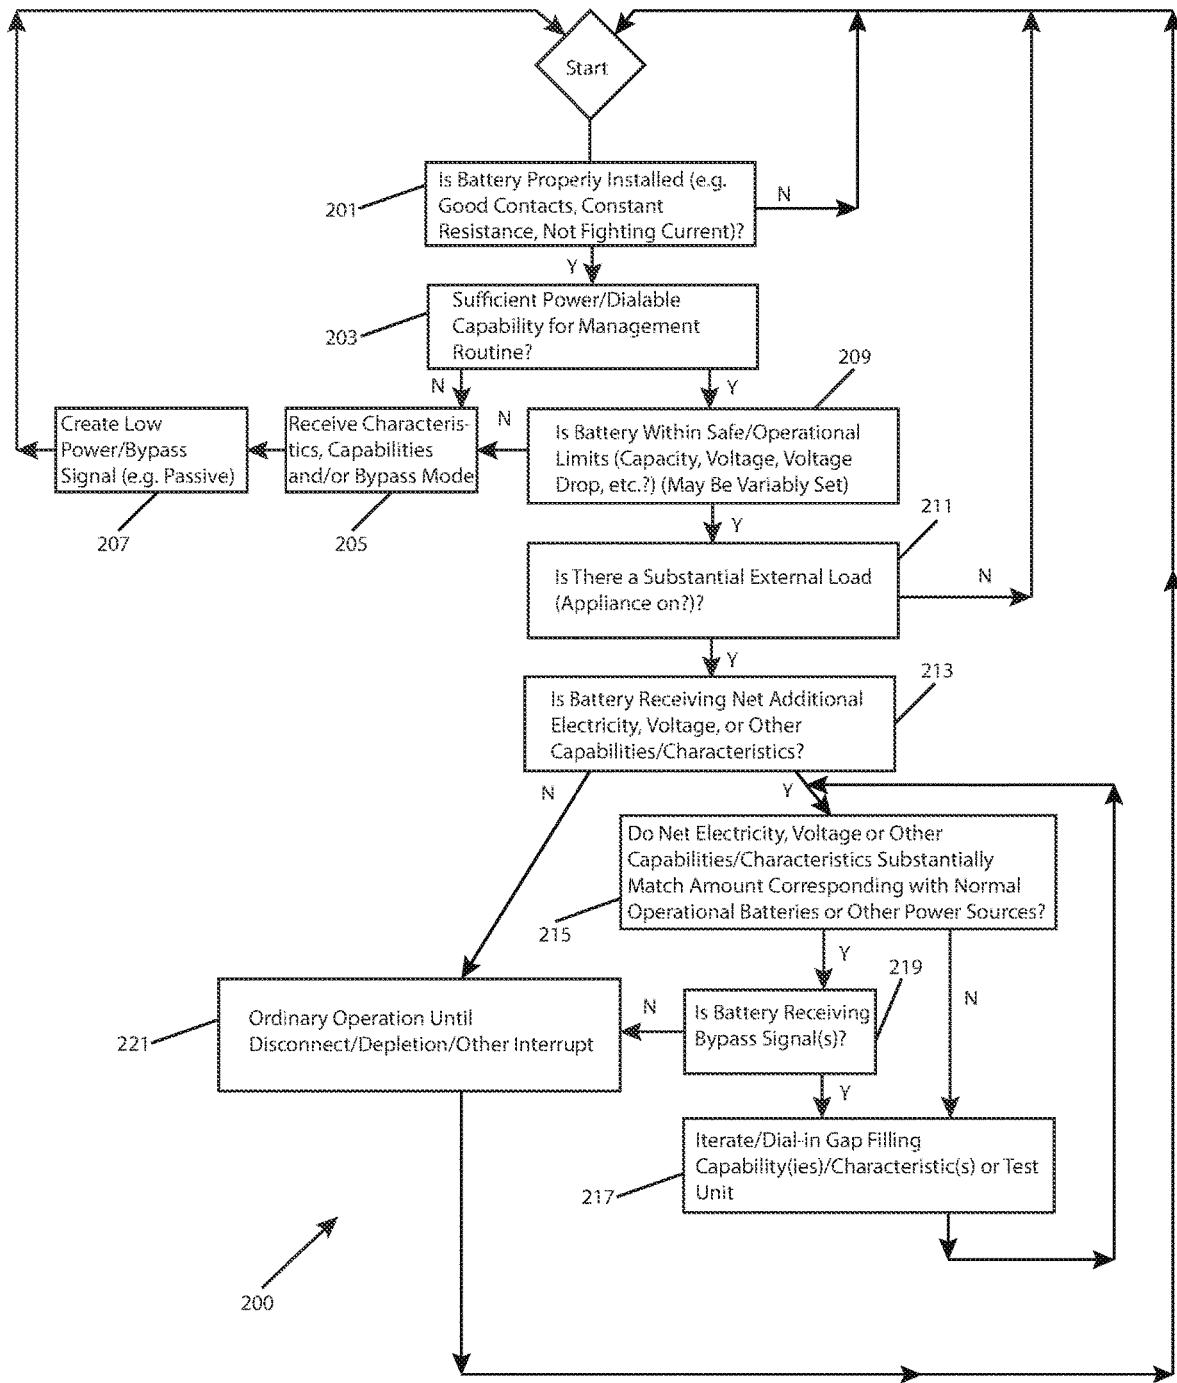 Start
Is Battery Properly Installed (e.g.
Good Contacts, Constant
Resistance, Not Fighting Current)?
N
201
Y
Sufficient Power/Dialable
Capability for Management
Routine?
203
N
Y
209
Create Low
Power/Bypass
Signal (e.g. Passive)
Receive Characteris-
tics, Capabilities
and/or Bypass Mode
N
Is Battery Within Safe/Operational
Limits (Capacity, Voltage, Voltage
Drop, etc.?) (May Be Variably Set)
207
205
Y
211
Is There a Substantial External Load
(Appliance on?)?
N
Y
213
Is Battery Receiving Net Additional
Electricity, Voltage, or Other
Capabilities/Characteristics?
N
Y
Do Net Electricity, Voltage or Other
Capabilities/Characteristics Substantially
Match Amount Corresponding with Normal
Operational Batteries or Other Power Sources?
215
Y
219
N
N
Is Battery Receiving
Bypass Signal(s)?
Ordinary Operation Until
Disconnect/Depletion/Other Interrupt
221
Y
Iterate/Dial-in Gap Filling
Capability(ies)/Characteristic(s) or Test
Unit
217
200